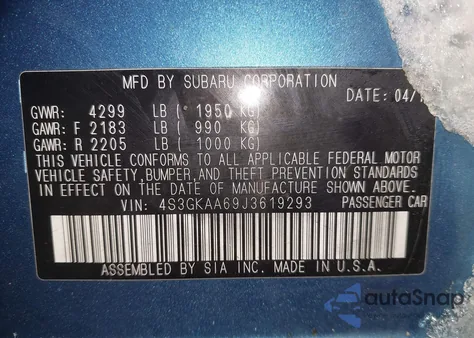 MFD BY SUBARU CORPORATION
DATE: 04/
GVWR: 4299 LB ( 1950 KG)
GAWR: F 2183 LB ( 990 KG)
GAWR: R 2205 LB ( 1000 KG)
THIS VEHICLE CONFORMS TO ALL APPLICABLE FEDERAL MOTOR
VEHICLE SAFETY, BUMPER, AND THEFT PREVENTION STANDARDS
IN EFFECT ON THE DATE OF MANUFACTURE SHOWN ABOVE.
VIN: 4S3GKAA69J3619293 PASSENGER CAR
ASSEMBLED BY SIA INC. MADE IN U.S.A.
autoSnap